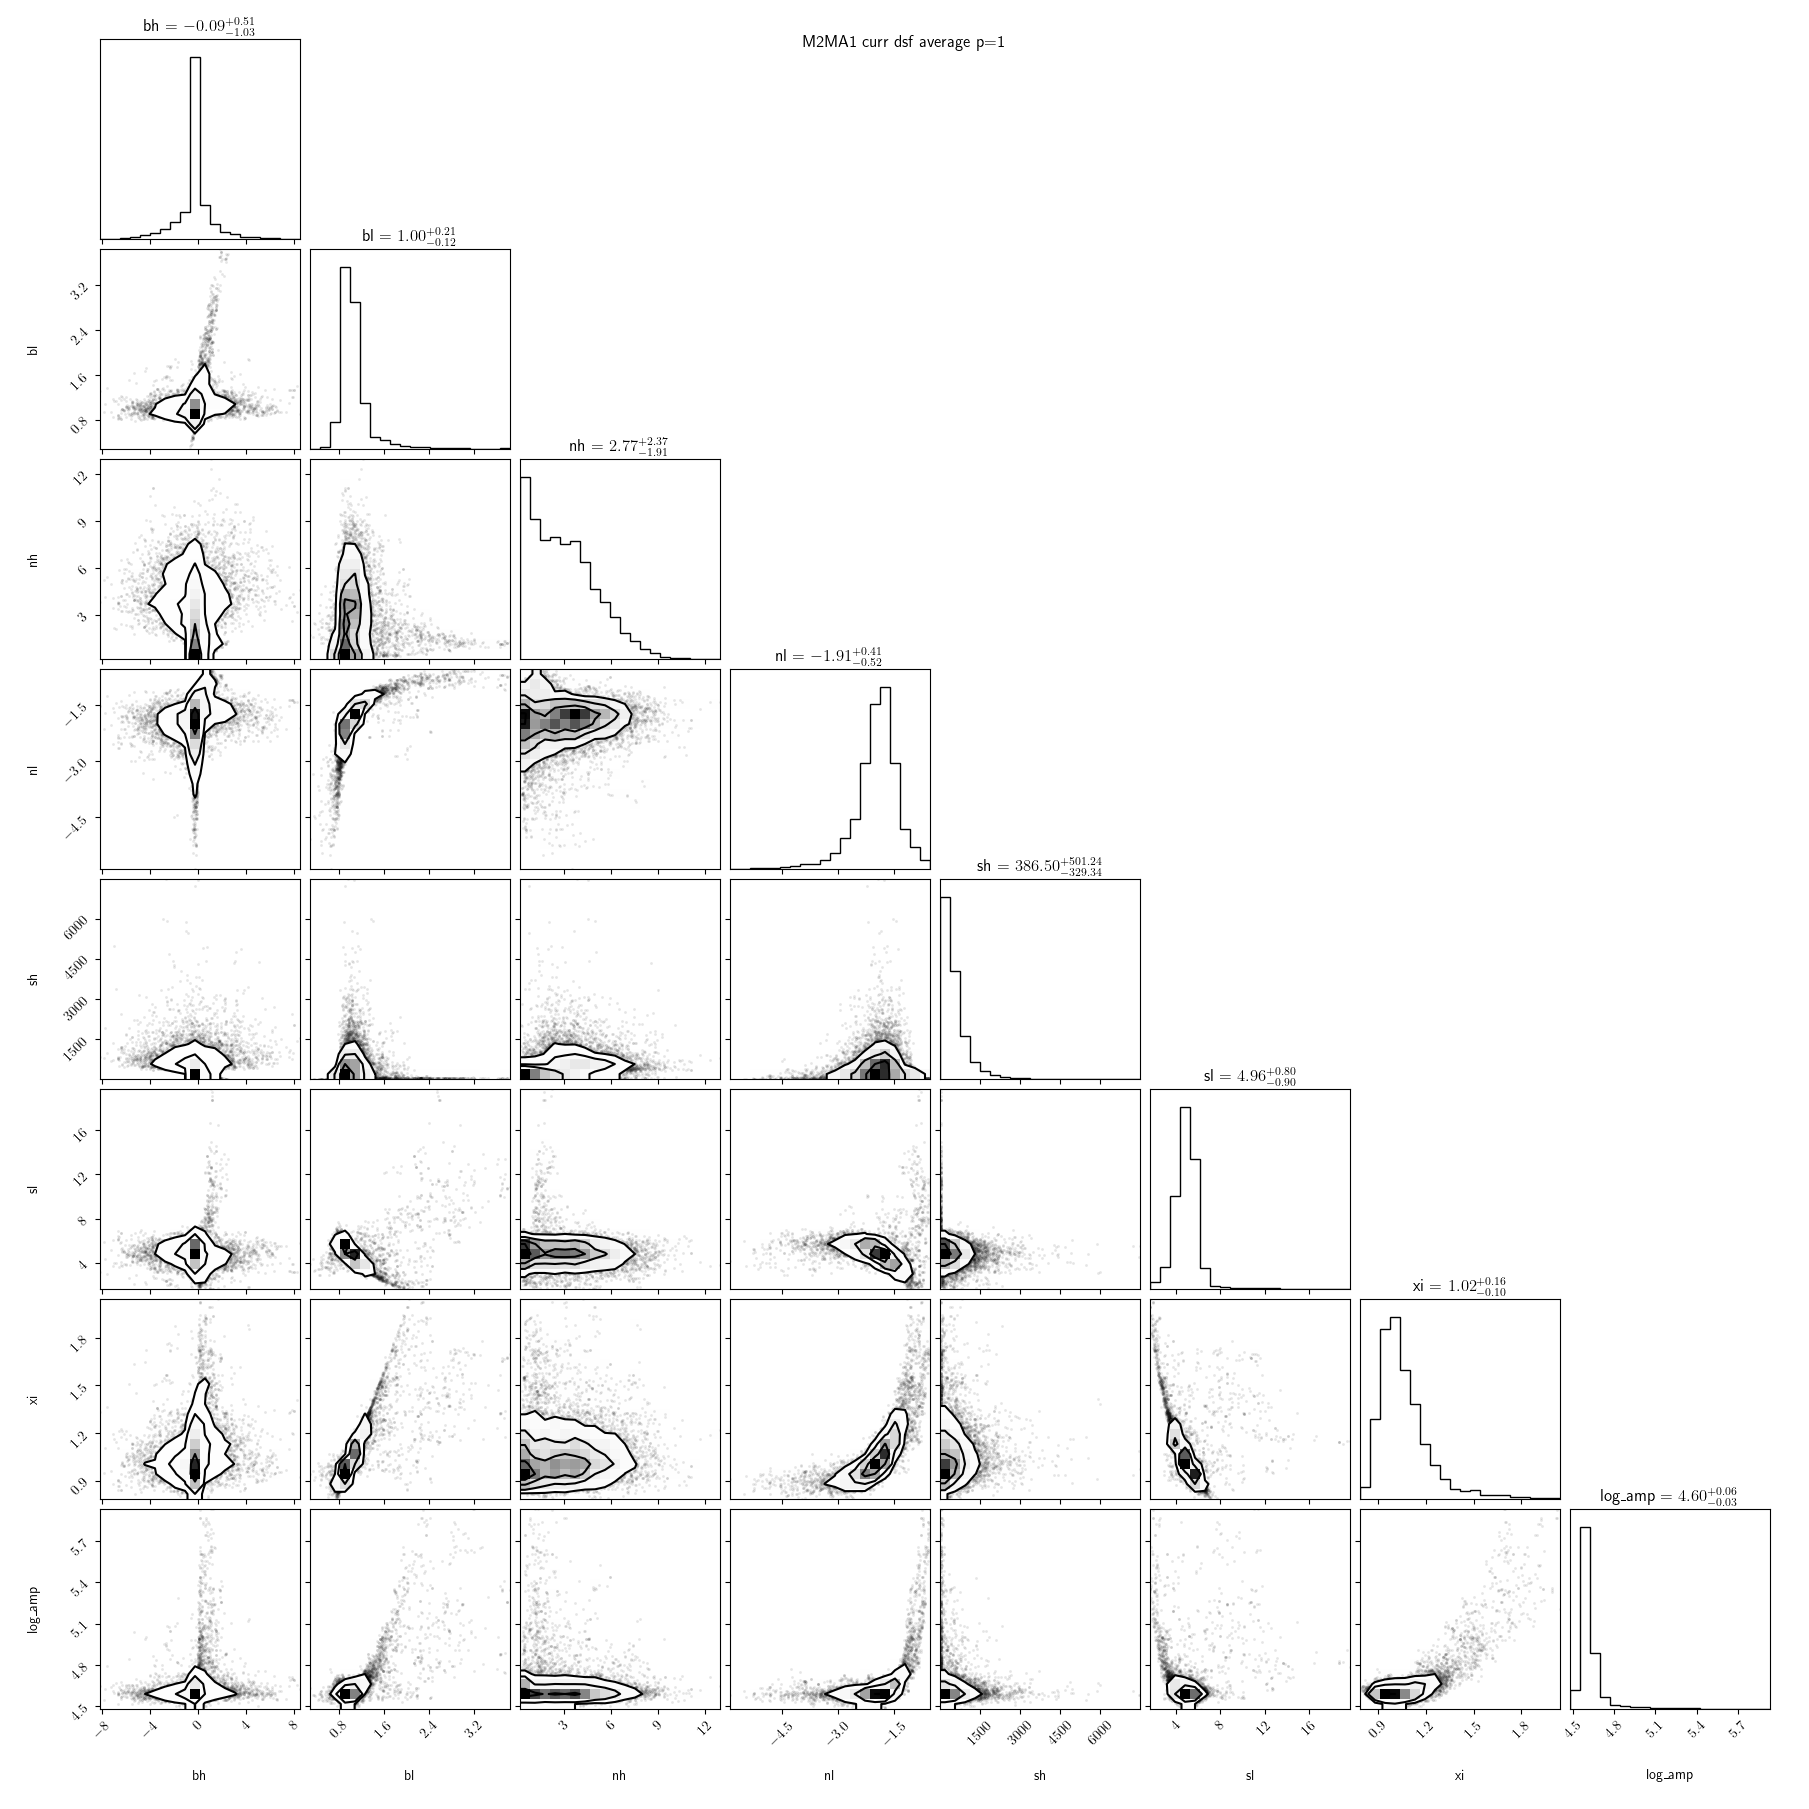 M2MA1 curr dsf average p=1
bh = −0.09 +0.51 −1.03
bl = 1.00 +0.21 −0.12
nh = 2.77 +2.37 −1.91
nl = −1.91 +0.41 −0.52
sh = 386.50 +501.24 −329.34
sl = 4.96 +0.80 −0.90
xi = 1.02 +0.16 −0.10
log_amp = 4.60 +0.06 −0.03
bl
3.2
2.4
1.6
0.8
nh
12
9
6
3
nl
−1.5
−3.0
−4.5
sh
6000
4500
3000
1500
sl
16
12
8
4
xi
1.8
1.5
1.2
0.9
log_amp
5.7
5.4
5.1
4.8
4.5
−8 −4 0 4 8
0.8 1.6 2.4 3.2
3 6 9 12
−4.5 −3.0 −1.5
1500 3000 4500 6000
4 8 12 16
0.9 1.2 1.5 1.8
4.5 4.8 5.1 5.4 5.7
bh bl nh nl sh sl xi log_amp